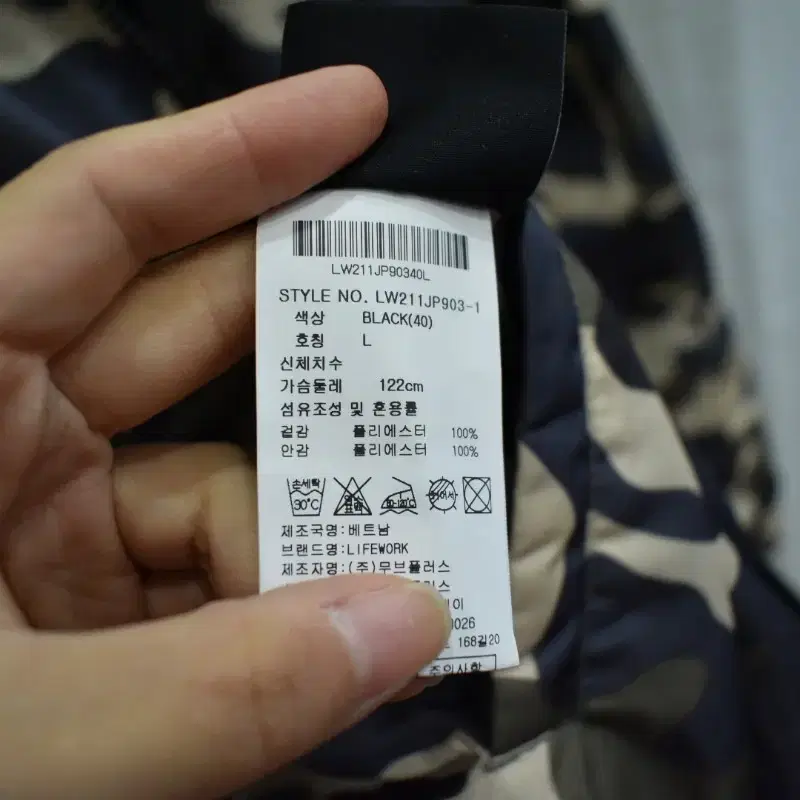 LW211JP90340L
STYLE NO. LW211JP903-1
색상 BLACK(40)
호칭 L
신체치수
가슴둘레 122cm
섬유조성 및 혼용률
겉감 폴리에스터 100%
안감 폴리에스터 100%
손세탁
30℃
제조국명:베트남
브랜드명:LIFEWORK
제조자명:(주)무브플러스
168길20
주의사항